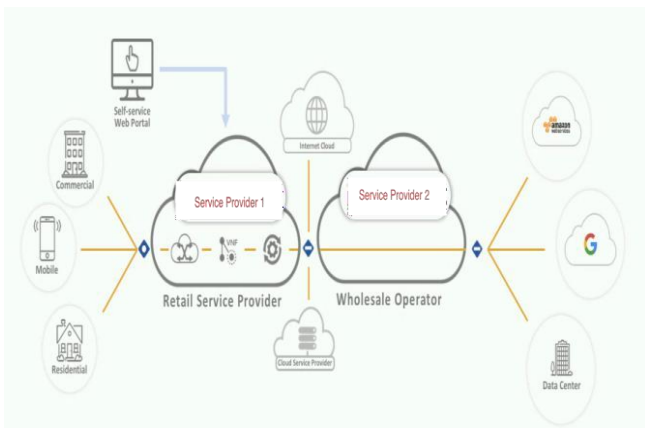 Self-service
Web Portal
Internet Cloud
amazon
web services
Commercial
Service Provider 1
Service Provider 2
VNF
G
Mobile
Retail Service Provider
Wholesale Operator
Cloud Service Provider
Residential
Data Center